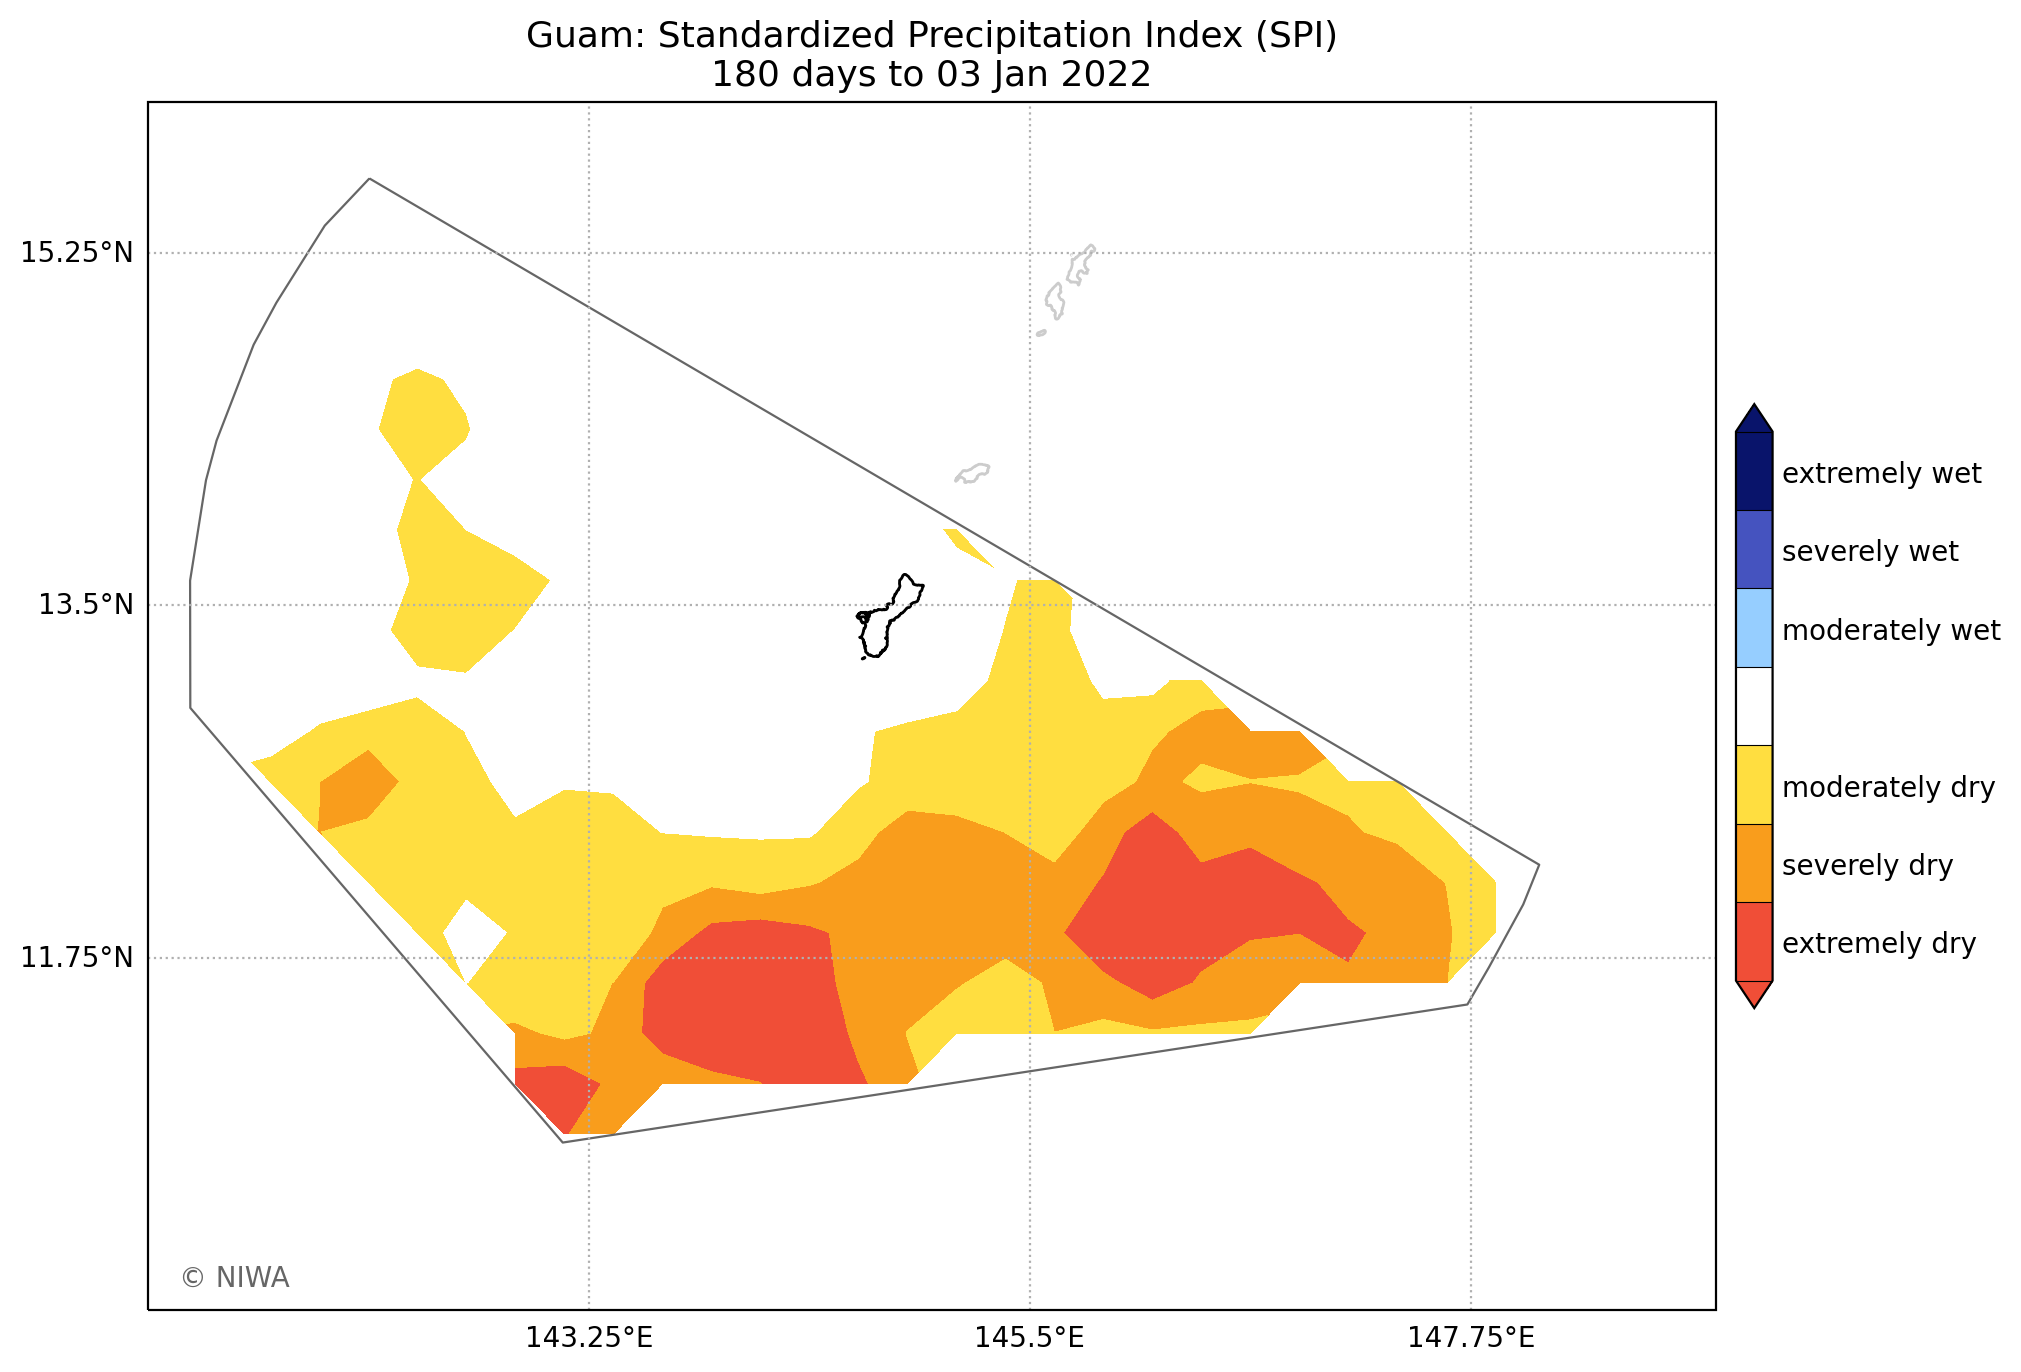 Guam: Standardized Precipitation Index (SPI)
180 days to 03 Jan 2022
15.25°N
13.5°N
11.75°N
143.25°E
145.5°E
147.75°E
extremely wet
severely wet
moderately wet
moderately dry
severely dry
extremely dry
© NIWA